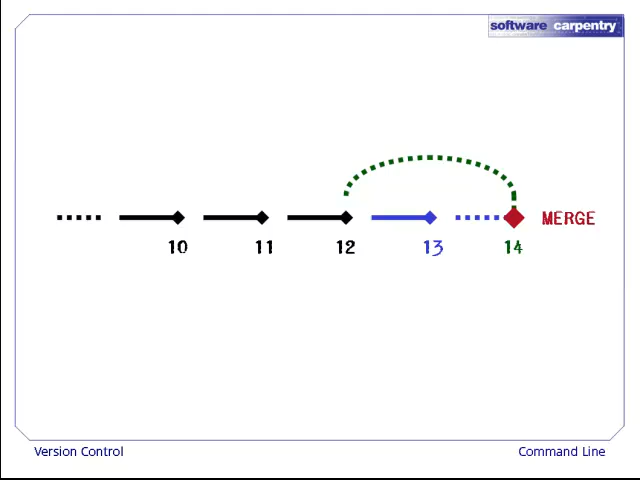 software carpentry
MERGE
10 11 12 13 14
Version Control
Command Line